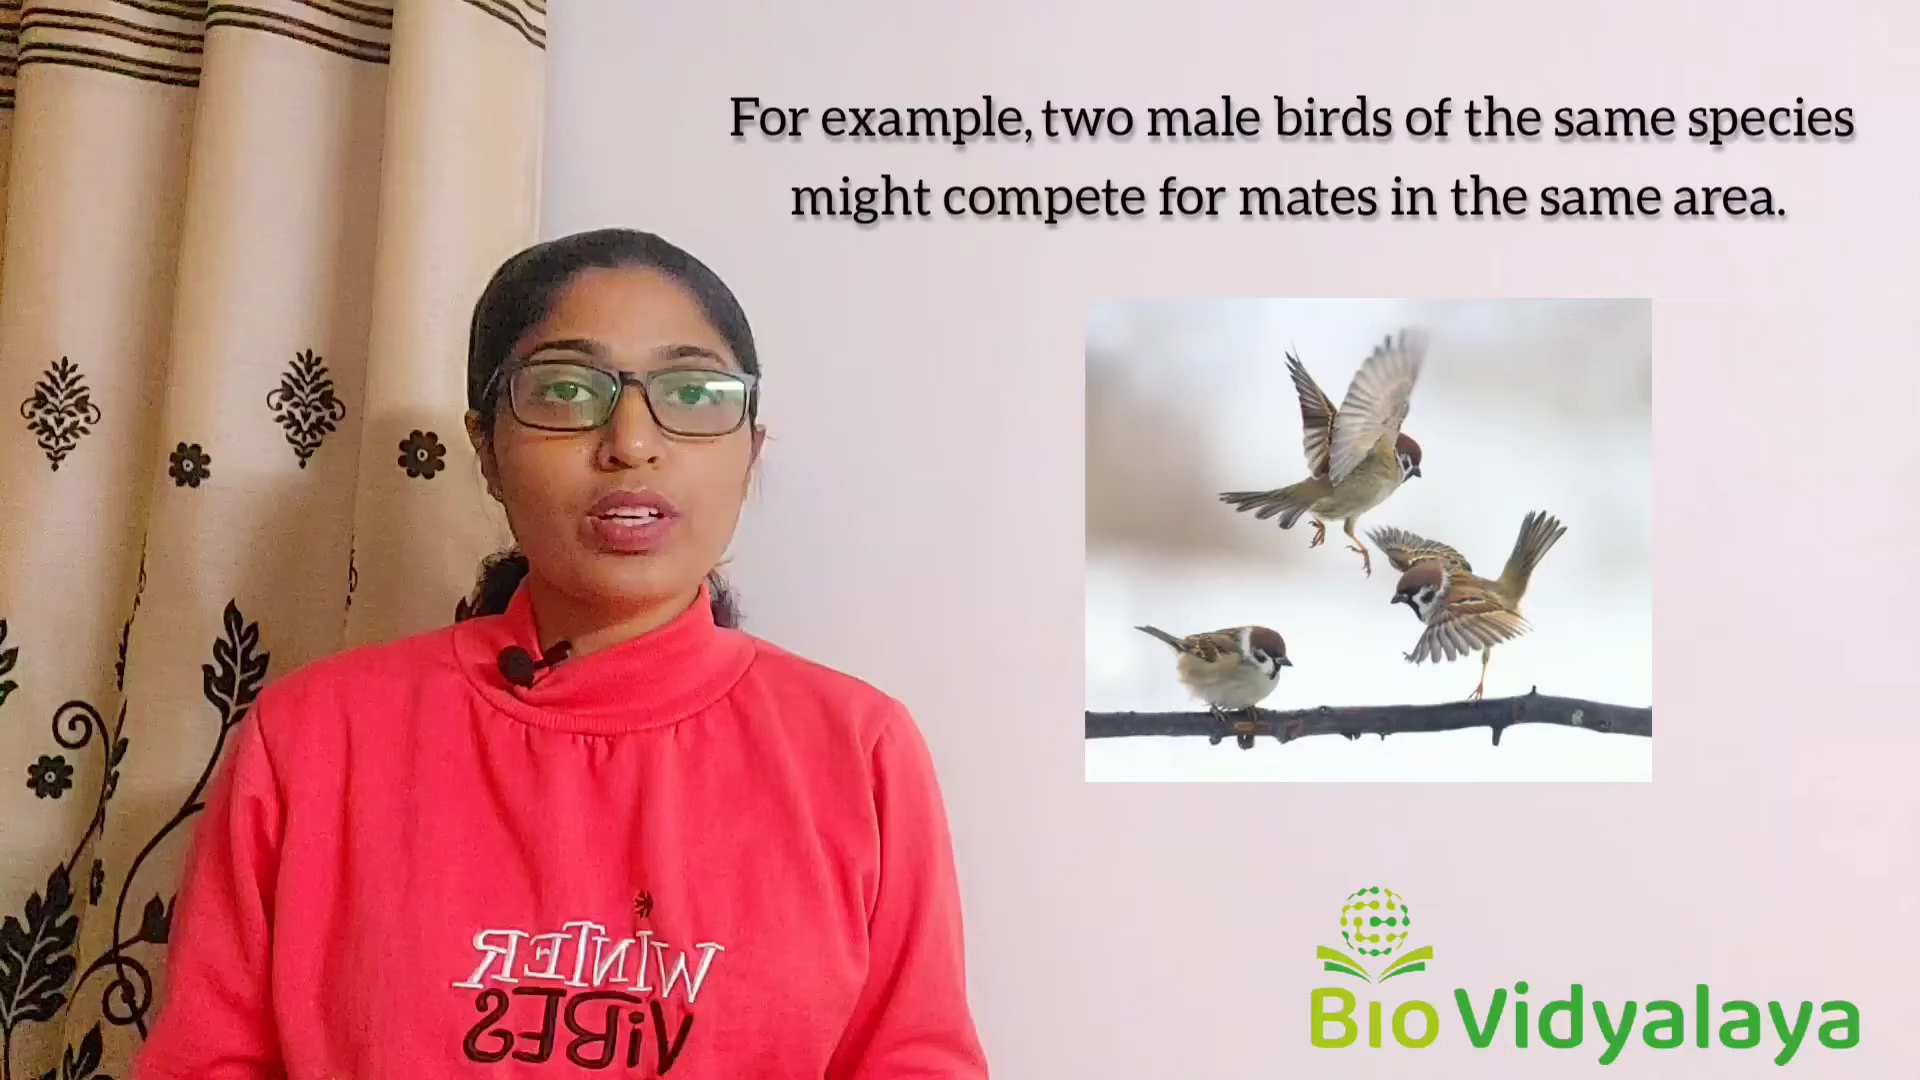 For example, two male birds of the same species
might compete for mates in the same area.
WINTER
VIBES
Bio Vidyalaya